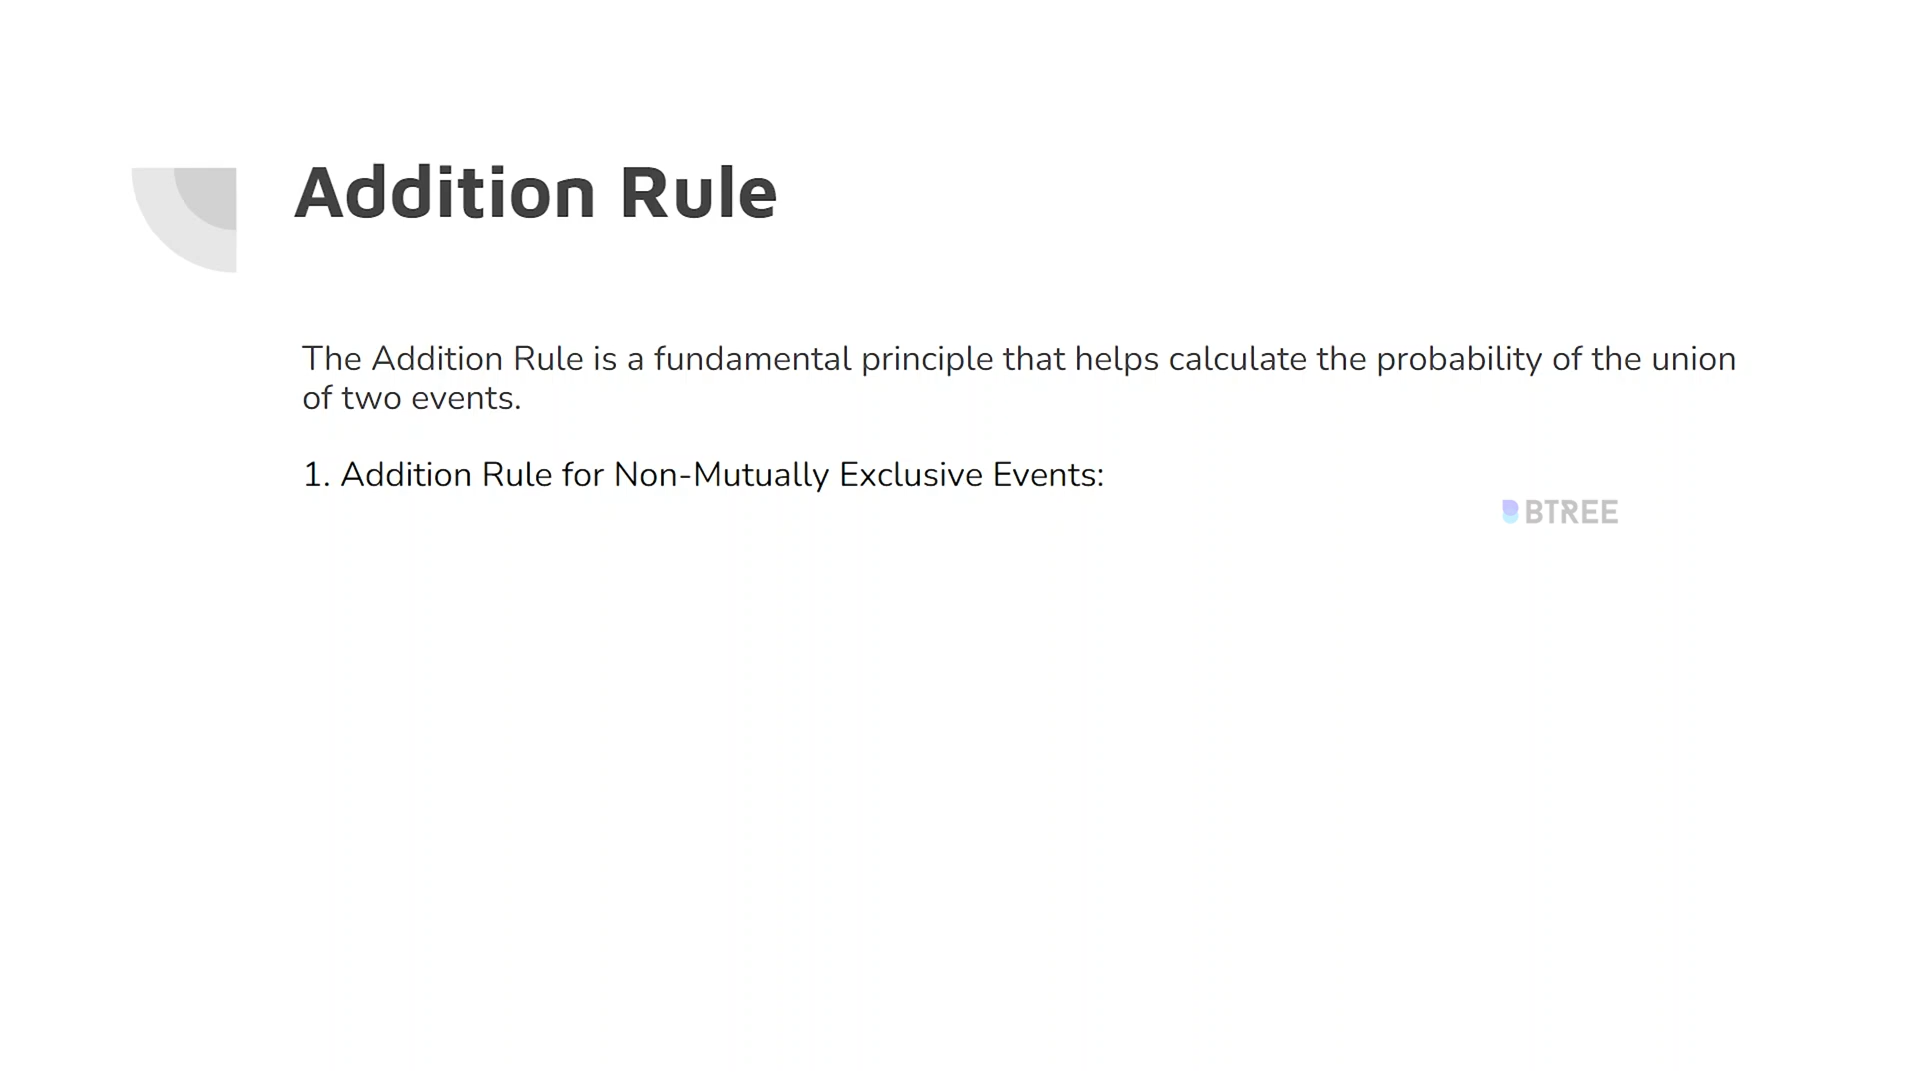 Addition Rule
The Addition Rule is a fundamental principle that helps calculate the probability of the union
of two events.
1. Addition Rule for Non-Mutually Exclusive Events:
BTREE